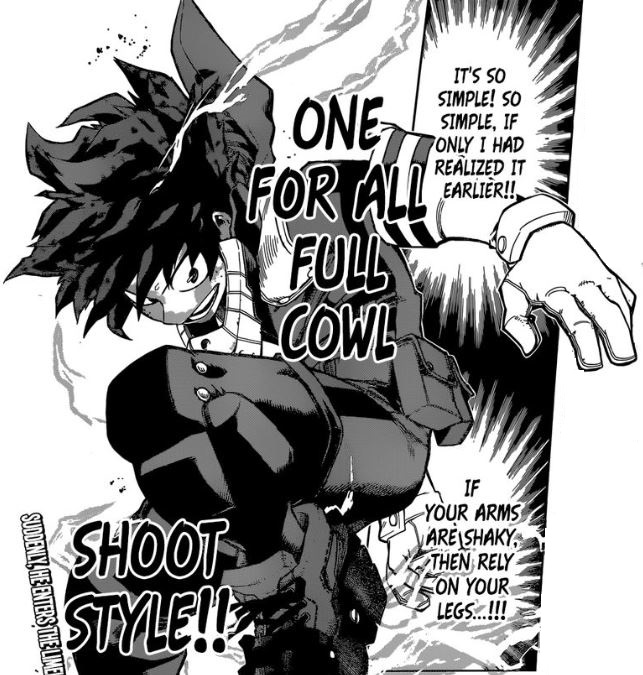 IT'S SO
SIMPLE! SO
SIMPLE, IF
ONLY I HAD
REALIZED IT
EARLIER!!
ONE
FOR ALL
FULL
COWL
IF
YOUR ARMS
ARE SHAKY,
THEN RELY
ON YOUR
LEGS...!!!
SHOOT
STYLE!!
SUDDENLY, HE ENTERS THE